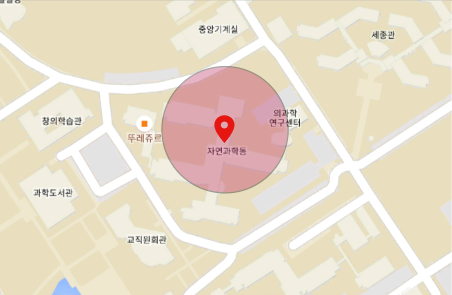 중앙기계실
세종관
창의학습관
뚜레쥬르
의과학
연구센터
자연과학동
과학도서관
교직원회관